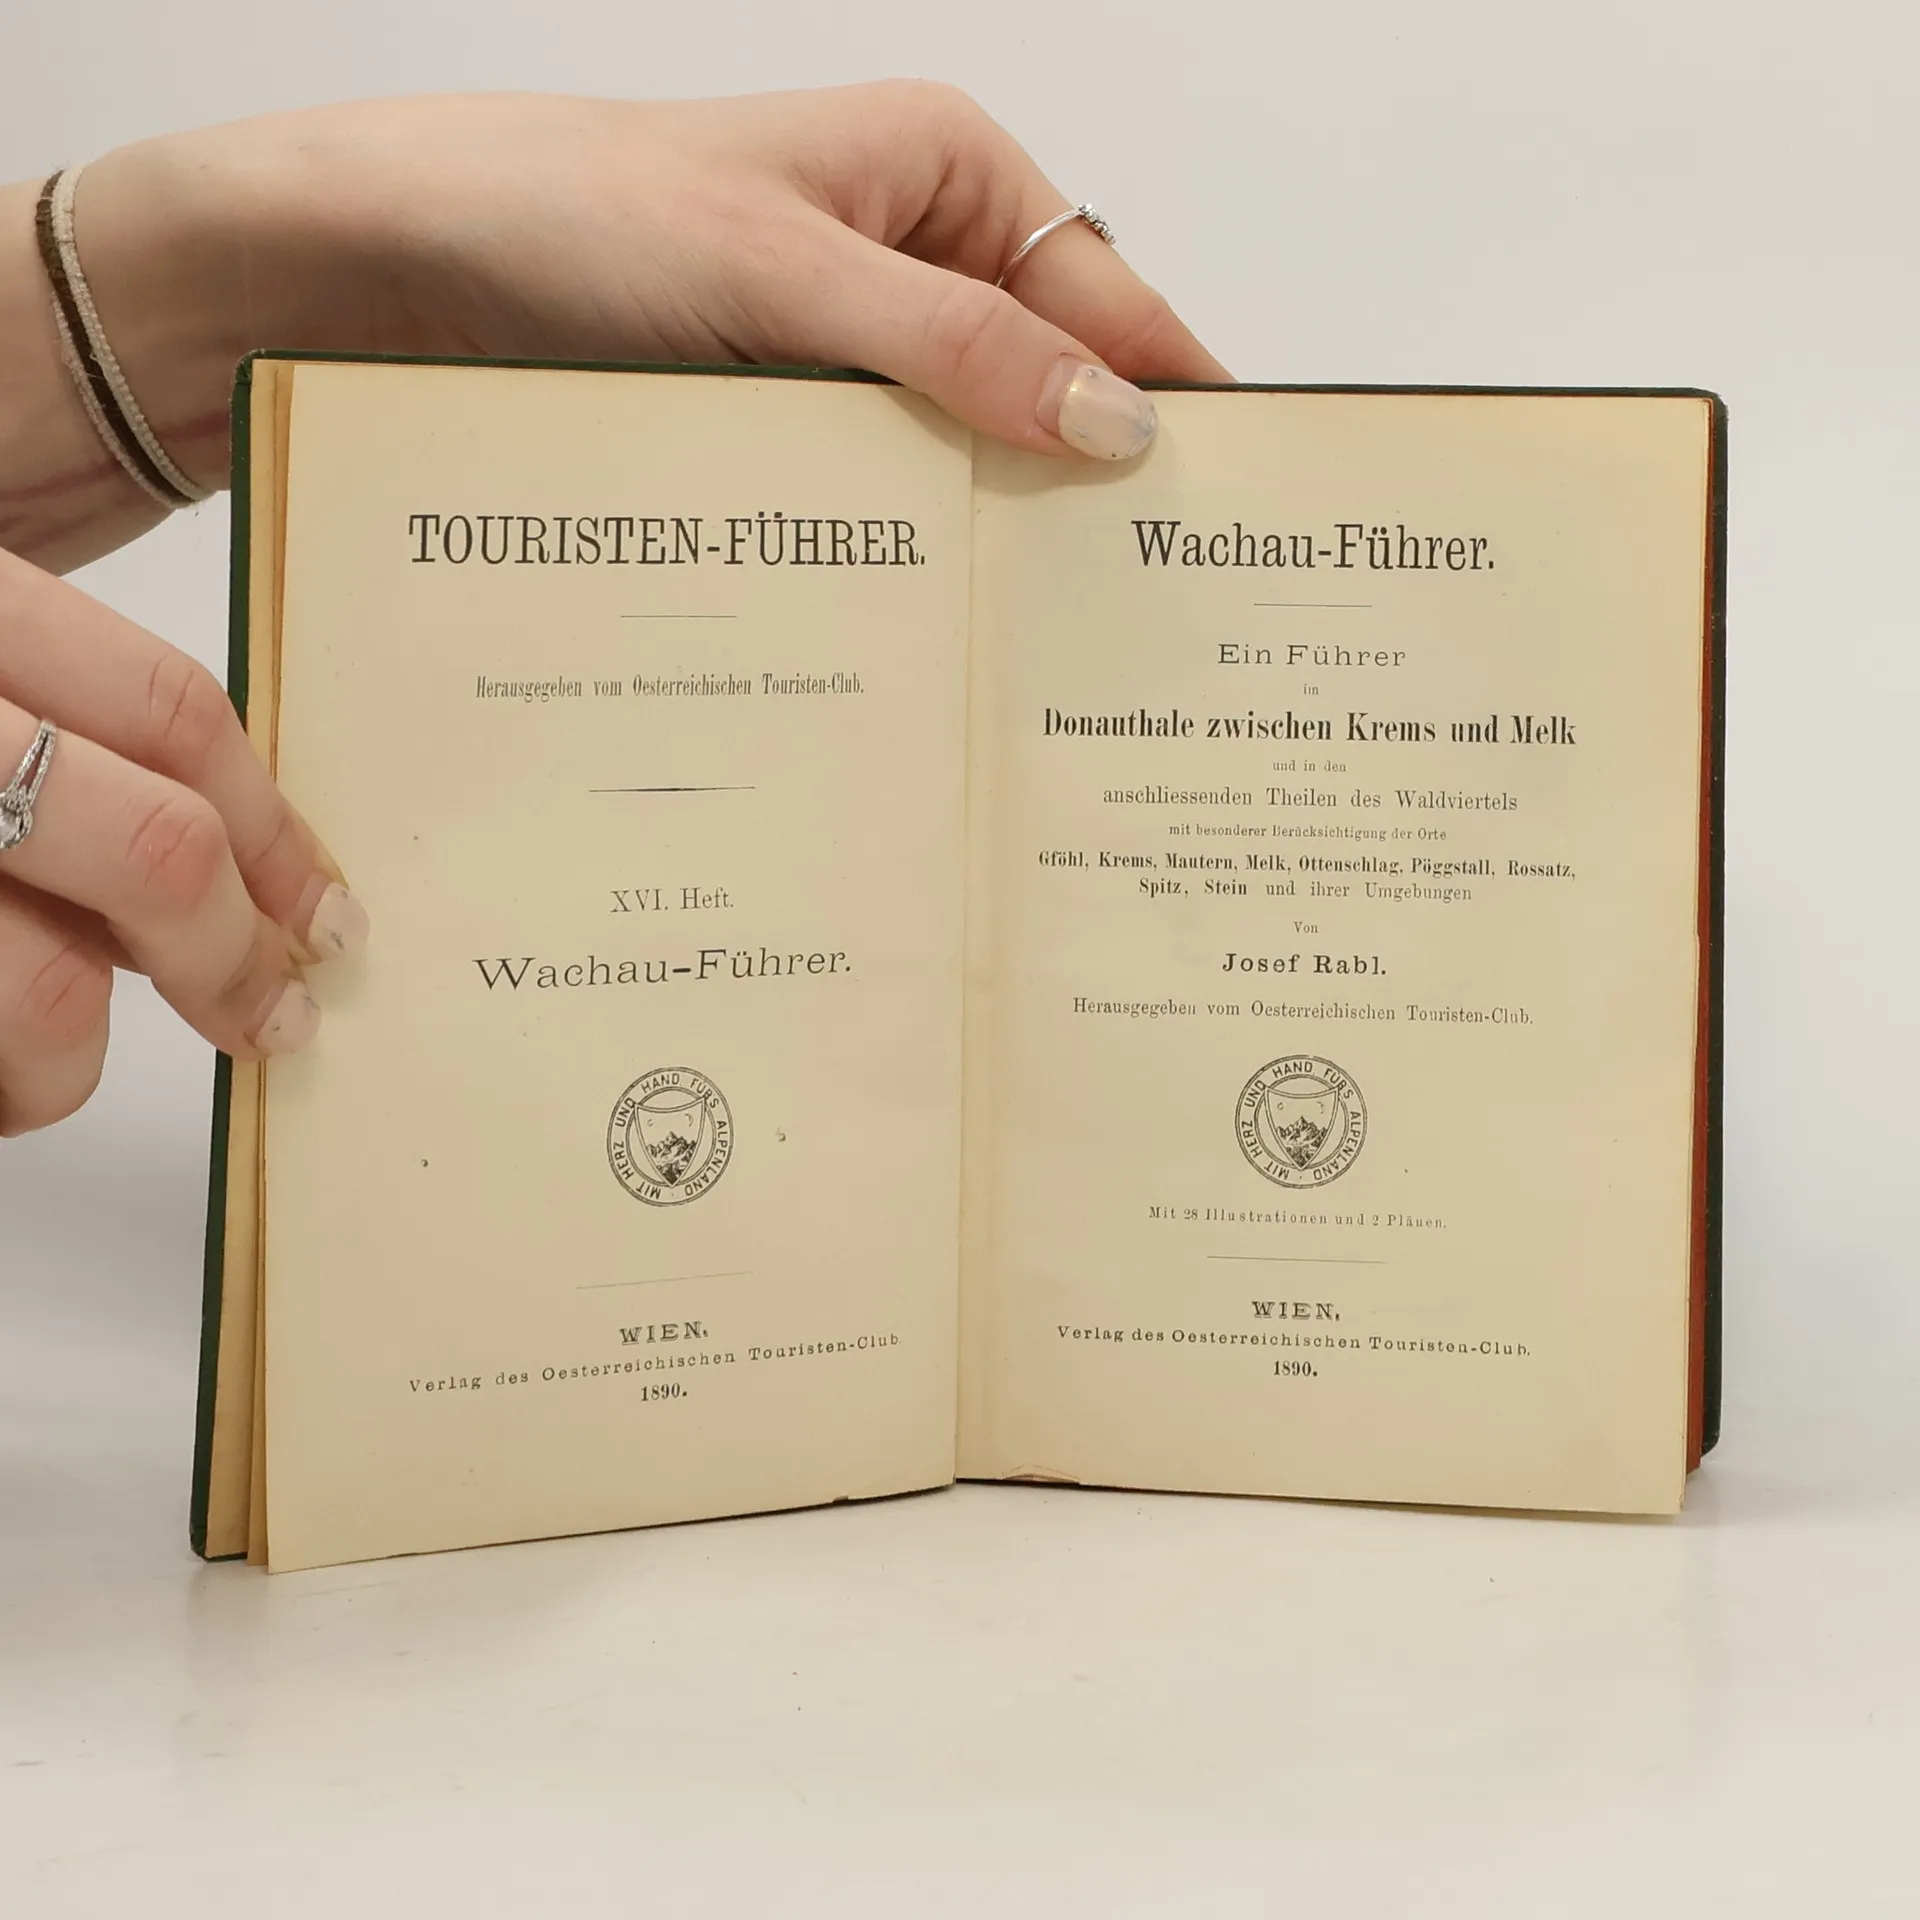 TOURISTEN-FÜHRER.
Herausgegeben vom Oesterreichischen Touristen-Club.
XVI. Heft.
Wachau-Führer.
MIT HERZ UND HAND FÜR'S ALPENLAND
WIEN.
Verlag des Oesterreichischen Touristen-Club.
1890.
Wachau-Führer.
Ein Führer
im
Donauthale zwischen Krems und Melk
und in den
anschliessenden Theilen des Waldviertels
mit besonderer Berücksichtigung der Orte
Gföhl, Krems, Mautern, Melk, Ottenschlag, Pöggstall, Rossatz,
Spitz, Stein und ihrer Umgebungen
Von
Josef Rabl.
Herausgegeben vom Oesterreichischen Touristen-Club.
MIT HERZ UND HAND FÜR'S ALPENLAND
Mit 28 Illustrationen und 2 Plänen.
WIEN.
Verlag des Oesterreichischen Touristen-Club.
1890.